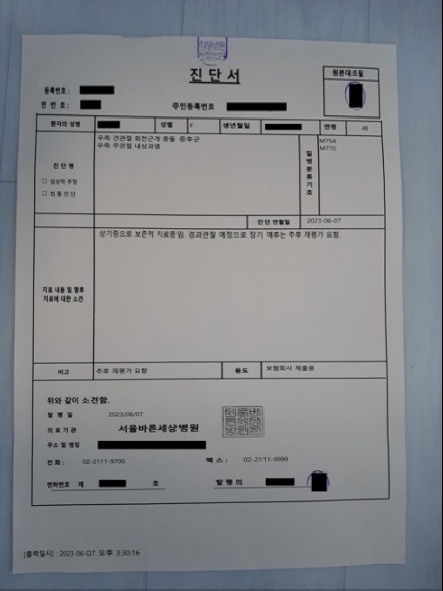 진 단 서
원본대조필
등록번호 :
연 번 호 :
주민등록번호
환자의 성명
성별
F
생년월일
연령
48
우측 견관절 회전근개 충돌 증후군
우측 주관절 내상과염
진 단 명
□ 임상적 추정
□ 최 종 진 단
질병분류기호
M754
M770
진단 연월일
2023-06-07
치료 내용 및 향후
치료에 대한 소견
상기증으로 보존적 치료중임. 경과관찰 예정으로 장기 예후는 추후 재평가 요함.
비고
추후 재평가 요함
용도
보험회사 제출용
위와 같이 소견함.
발 행 일
2023/06/07
의 료 기 관
서울바른세상병원
주소 및 명칭
전 화 :
02-2111-9700
팩 스 :
02-2111-9999
면허번호 제
호
발 행 의
[출력일시] : 2023-06-07 오후 3:30:16